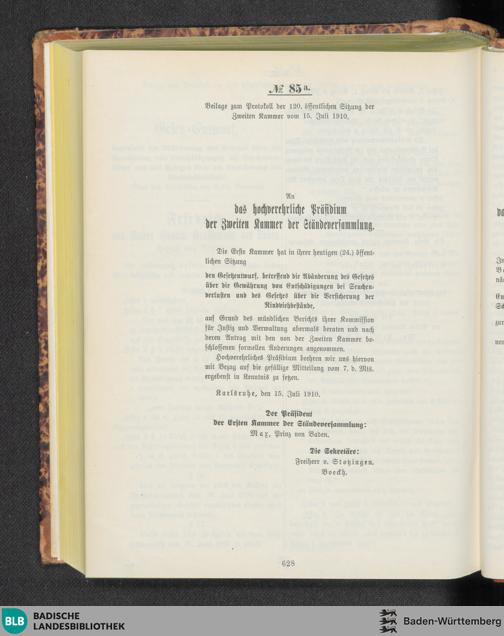 № 85a.
Beilage zum Protokoll der 120. öffentlichen Sitzung der
Zweiten Kammer vom 15. Juli 1910.
An
das hochverehrliche Präsidium
der Zweiten Kammer der Ständeversammlung.
Die Erste Kammer hat in ihrer heutigen (24.) öffent-
lichen Sitzung
den Gesetzentwurf, betreffend die Abänderung des Gesetzes
über die Gewährung von Entschädigungen bei Seuchen-
verlusten und des Gesetzes über die Versicherung der
Rindviehbestände,
auf Grund des mündlichen Berichts ihrer Kommission
für Justiz und Verwaltung abermals beraten und nach
deren Antrag mit den von der Zweiten Kammer be-
schlossenen formellen Änderungen angenommen.
Hochverehrliches Präsidium beehren wir uns hiervon
mit Bezug auf die gefällige Mitteilung vom 7. d. Mts.
ergebenst in Kenntnis zu setzen.
Karlsruhe, den 15. Juli 1910.
Der Präsident
der Ersten Kammer der Ständeversammlung:
Max, Prinz von Baden.
Die Sekretäre:
Freiherr v. Stotzingen.
Boeckh.
628
BLB BADISCHE
LANDESBIBLIOTHEK
Baden-Württemberg